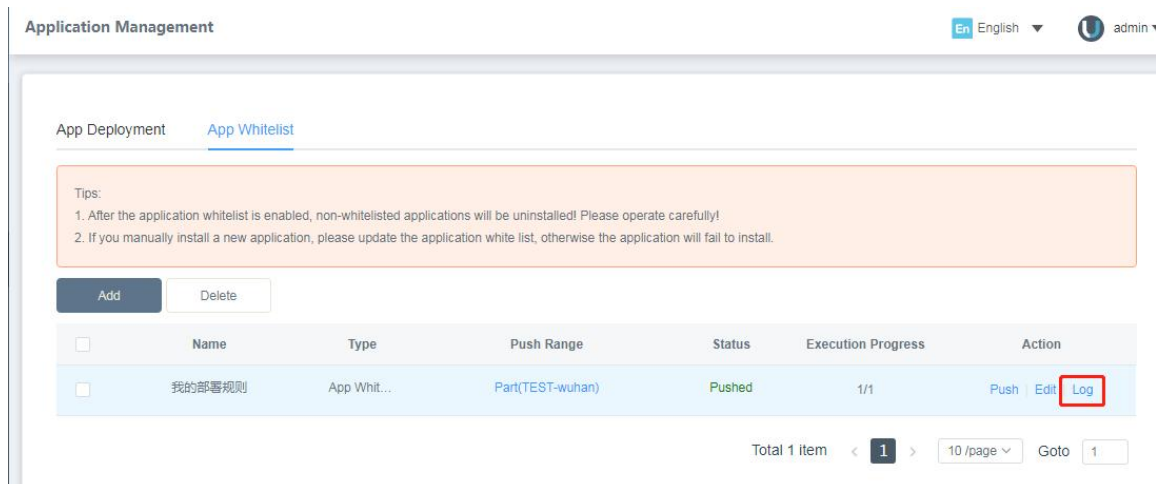 Application Management
En English
admin
App Deployment App Whitelist
Tips:
1. After the application whitelist is enabled, non-whitelisted applications will be uninstalled! Please operate carefully!
2. If you manually install a new application, please update the application white list, otherwise the application will fail to install.
Add Delete
Name Type Push Range Status Execution Progress Action
我的部署规则 App Whit... Part(TEST-wuhan) Pushed 1/1 Push Edit Log
Total 1 item < 1 > 10 /page Goto 1